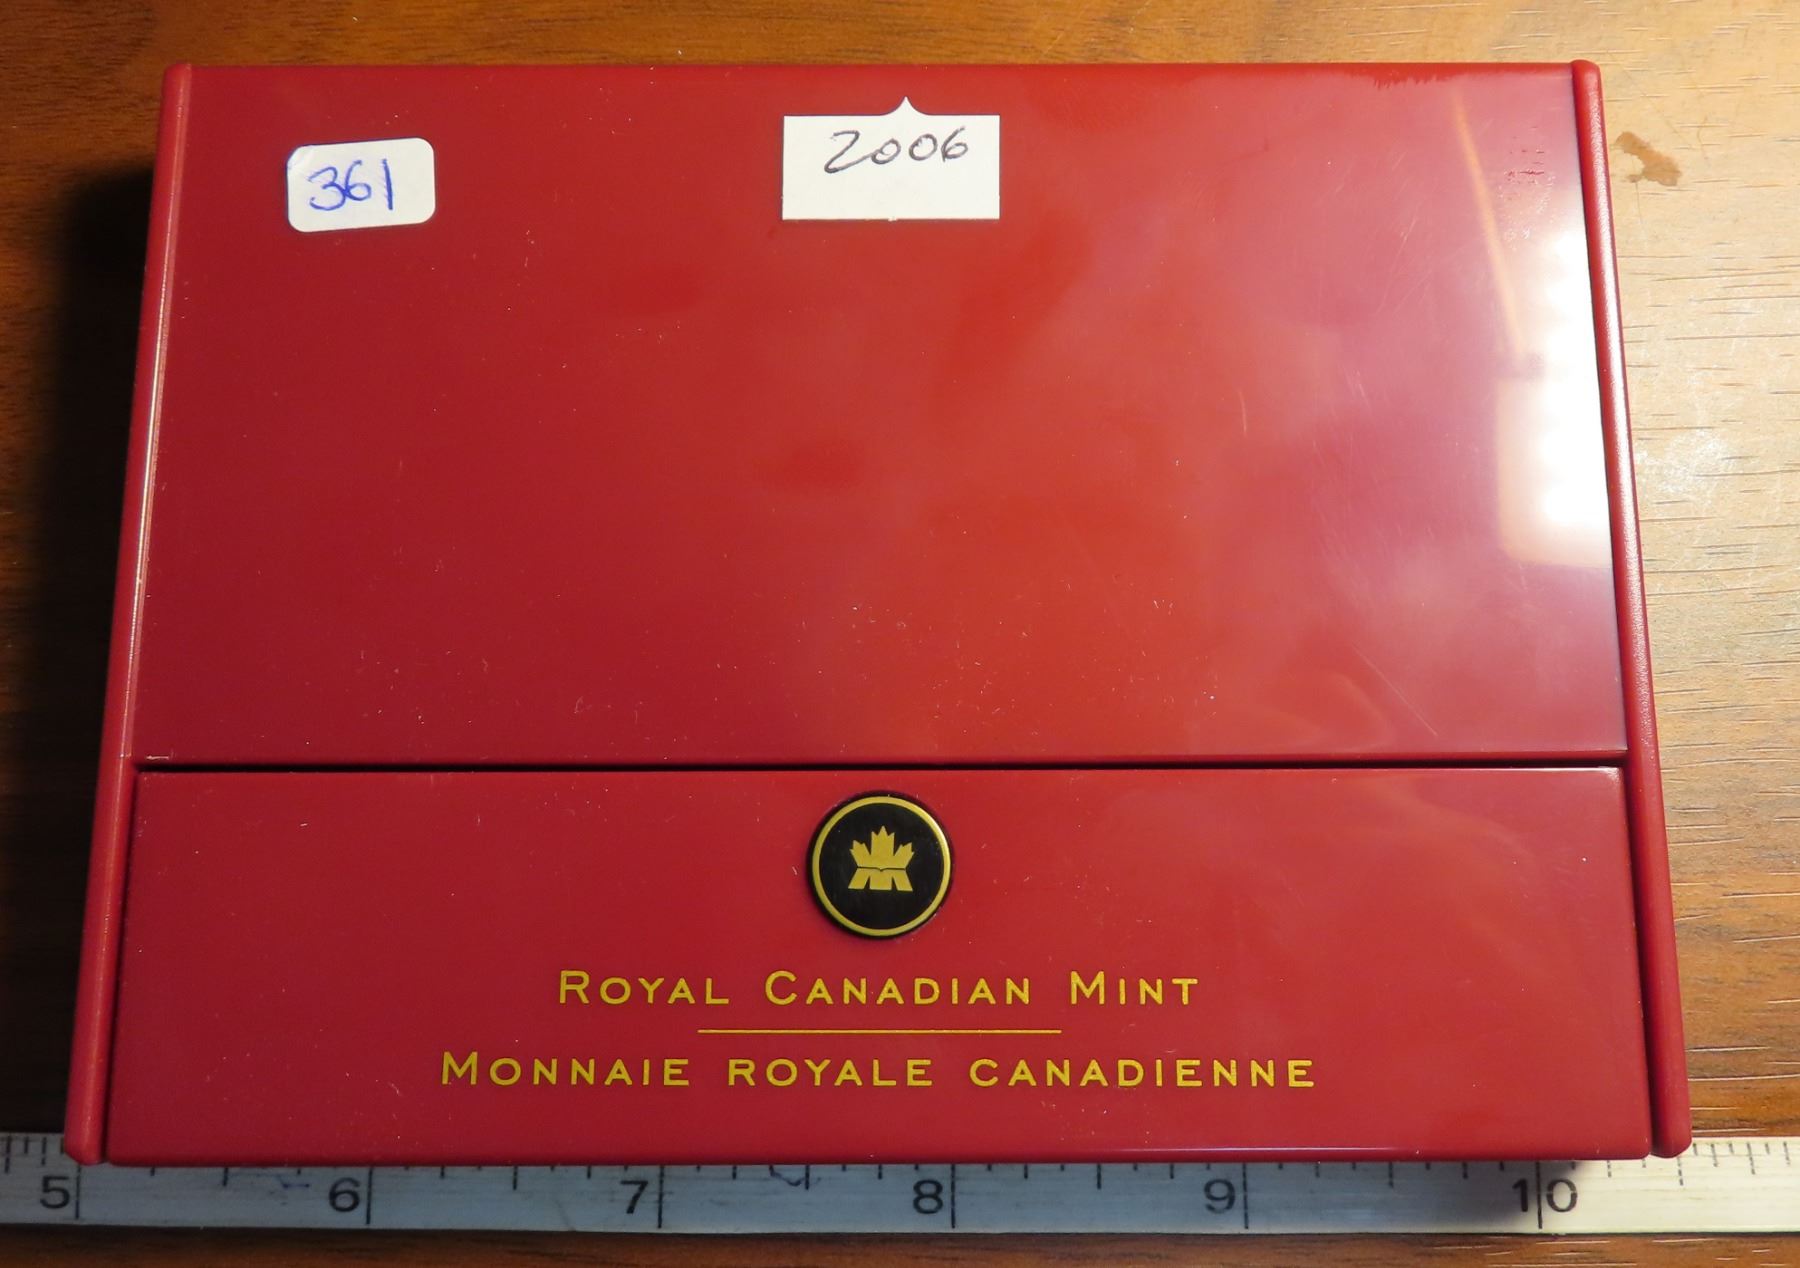 361
2006
ROYAL CANADIAN MINT
MONNAIE ROYALE CANADIENNE
5 6 7 8 9 10